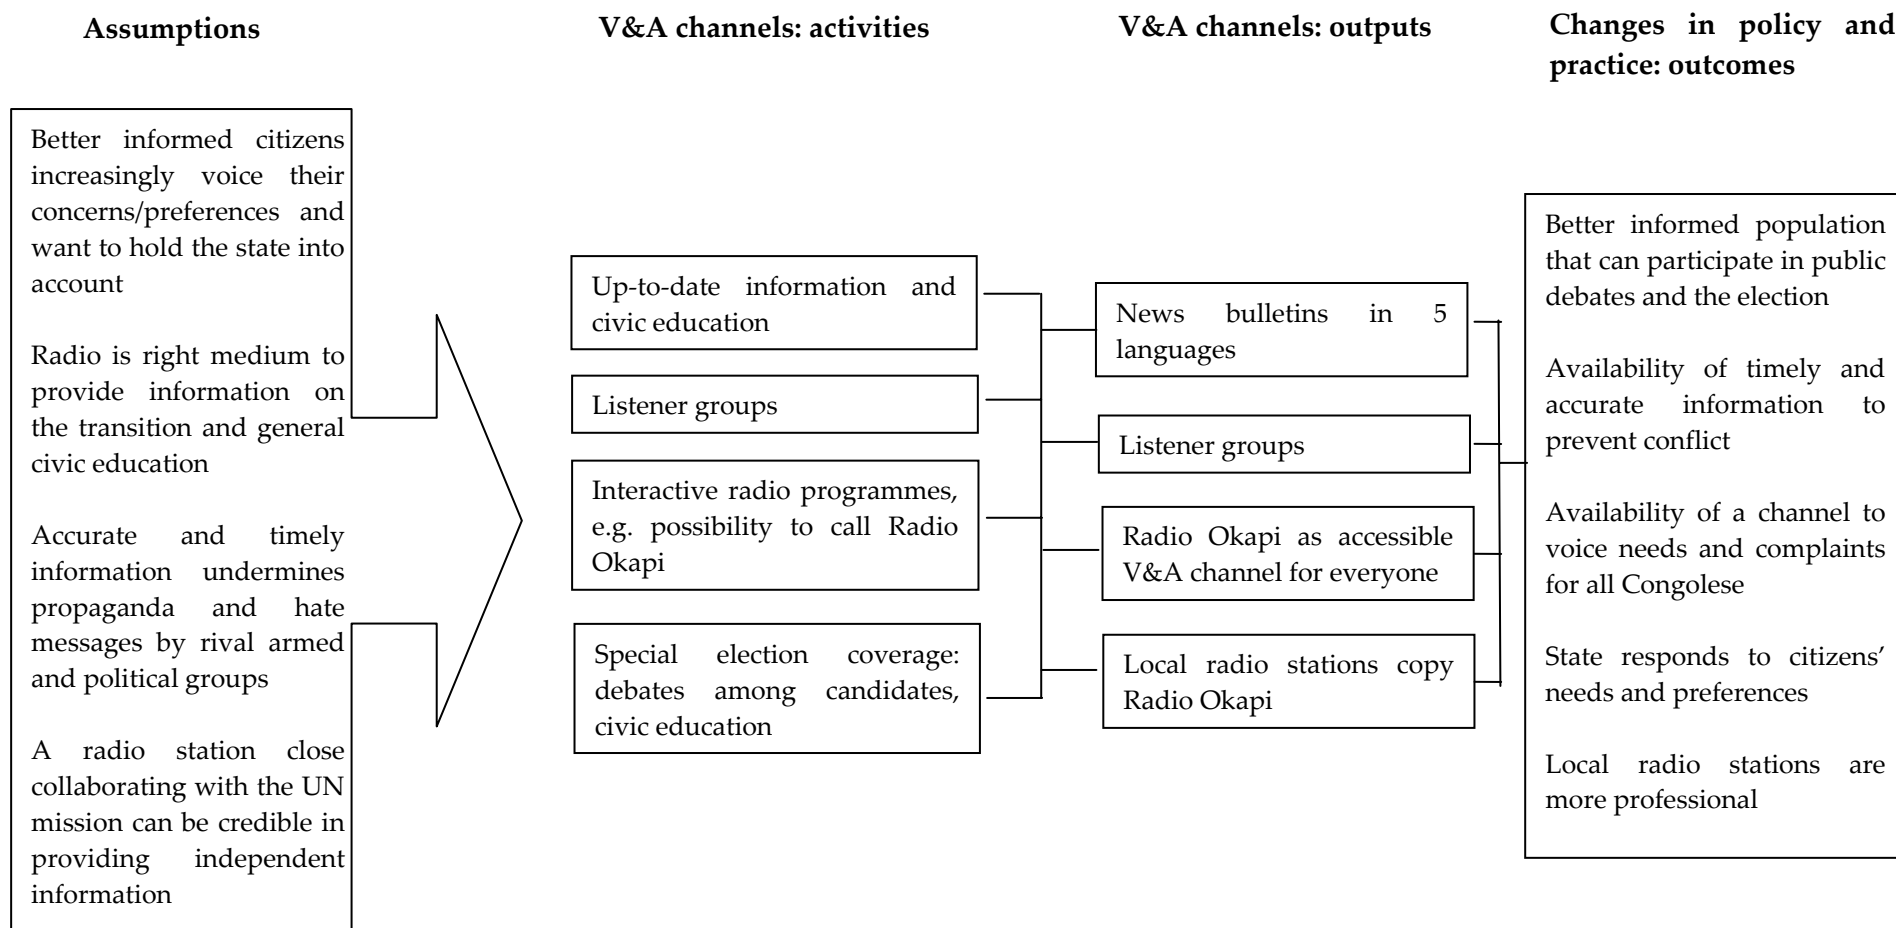 Assumptions
V&A channels: activities
V&A channels: outputs
Changes in policy and
practice: outcomes
Better informed citizens
increasingly voice their
concerns/preferences and
want to hold the state into
account
Radio is right medium to
provide information on
the transition and general
civic education
Accurate and timely
information undermines
propaganda and hate
messages by rival armed
and political groups
A radio station close
collaborating with the UN
mission can be credible in
providing independent
information
Up-to-date information and
civic education
Listener groups
Interactive radio programmes,
e.g. possibility to call Radio
Okapi
Special election coverage:
debates among candidates,
civic education
News bulletins in 5
languages
Listener groups
Radio Okapi as accessible
V&A channel for everyone
Local radio stations copy
Radio Okapi
Better informed population
that can participate in public
debates and the election
Availability of timely and
accurate information to
prevent conflict
Availability of a channel to
voice needs and complaints
for all Congolese
State responds to citizens’
needs and preferences
Local radio stations are
more professional